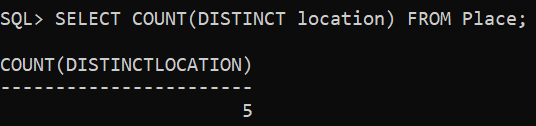 SQL> SELECT COUNT(DISTINCT location) FROM Place;
COUNT(DISTINCTLOCATION)
-----------------------
5